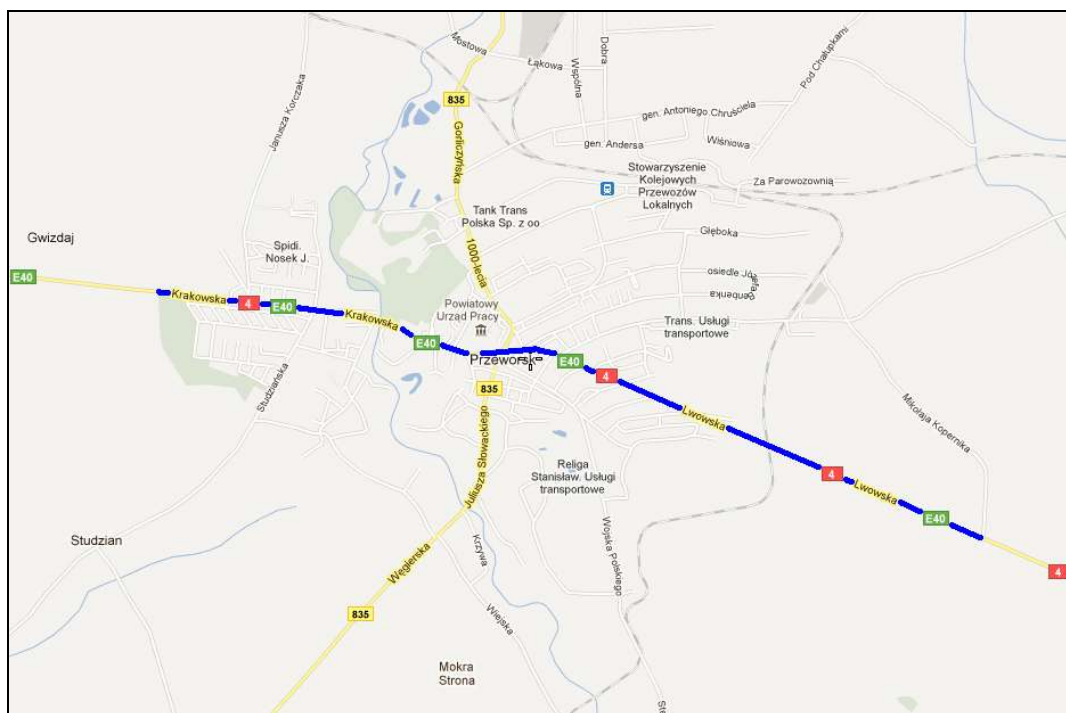 Mostowa
Łąkowa
Dobra
Wspólna
Pod Chałupkami
Janusza Korczaka
835
Gorliczyńska
gen. Antoniego Chruściela
gen. Andersa
Wiśniowa
Stowarzyszenie
Kolejowych
Przewozów
Lokalnych
Za Parowozownią
Tank Trans
Polska Sp. z oo
Głęboka
Gwizdaj
Spidi.
Nosek J.
1000-lecia
osiedle Józefa Benbenka
E40
Krakowska
4
E40
Krakowska
Powiatowy
Urząd Pracy
Trans. Usługi
transportowe
E40
Przeworsk
E40
4
835
Studziańska
Juliusza Słowackiego
Lwowska
Mikołaja Kopernika
Religa
Stanisław. Usługi
transportowe
4
Lwowska
E40
Studzian
Krzywa
Wojska Polskiego
Węgierska
4
835
Wiejska
Mokra
Strona